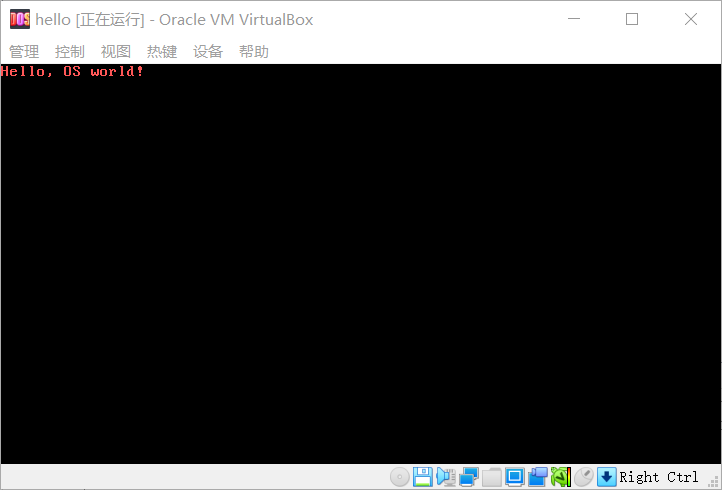 DOS hello [正在运行] - Oracle VM VirtualBox
管理 控制 视图 热键 设备 帮助
Hello, OS world!
Right Ctrl